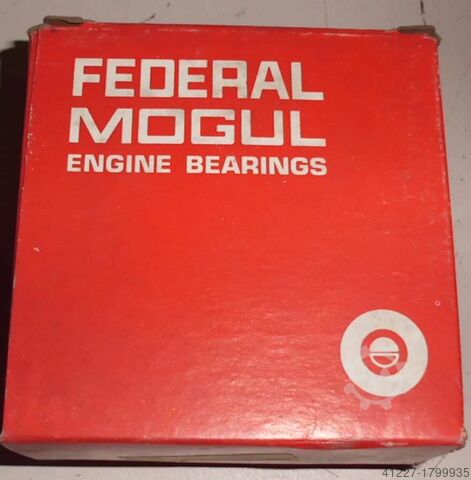 FEDERAL
MOGUL
ENGINE BEARINGS
41227-1799935